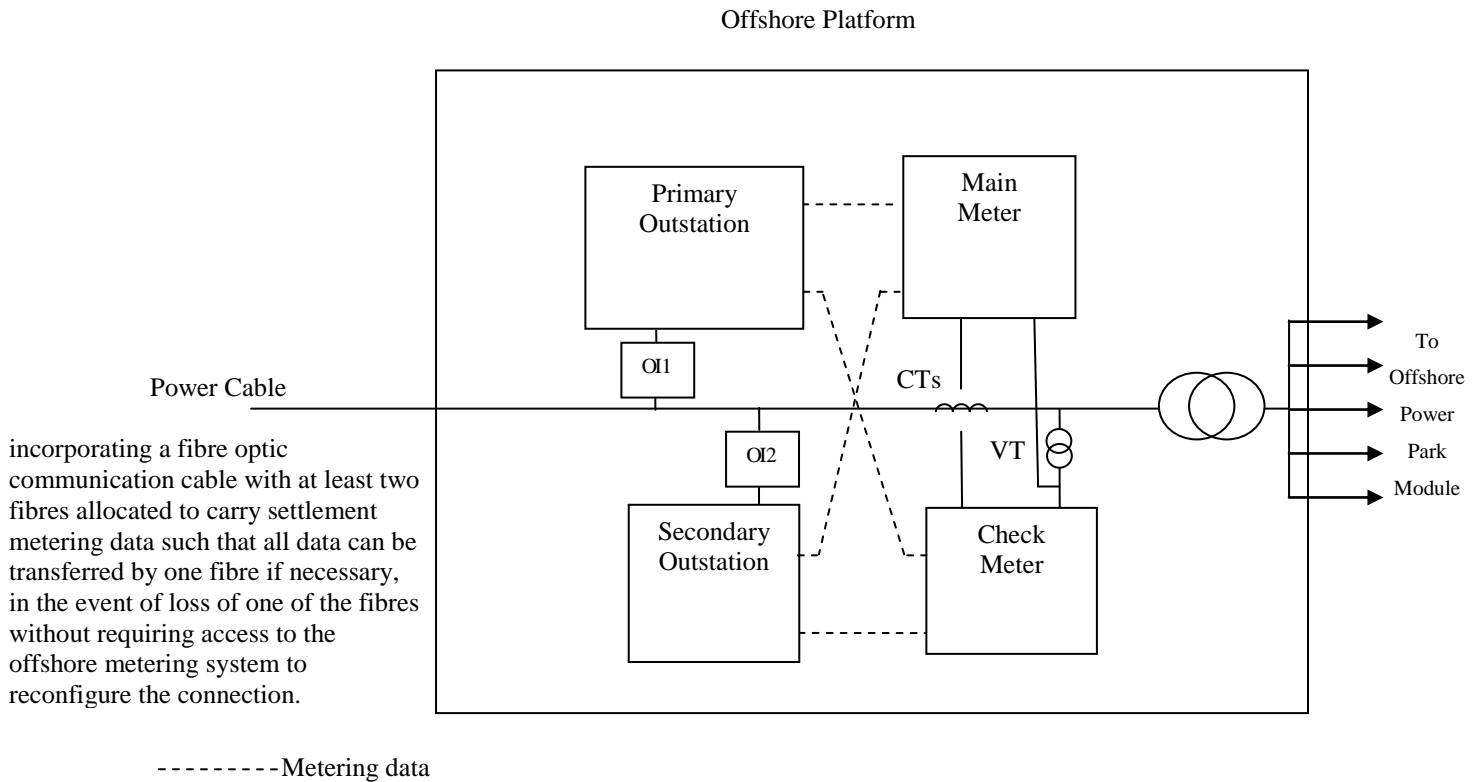 Offshore Platform
Primary
Outstation
Main
Meter
OI1
Power Cable
CTs
To
Offshore
Power
Park
Module
incorporating a fibre optic
communication cable with at least two
fibres allocated to carry settlement
metering data such that all data can be
transferred by one fibre if necessary,
in the event of loss of one of the fibres
without requiring access to the
offshore metering system to
reconfigure the connection.
OI2
VT
Secondary
Outstation
Check
Meter
Metering data